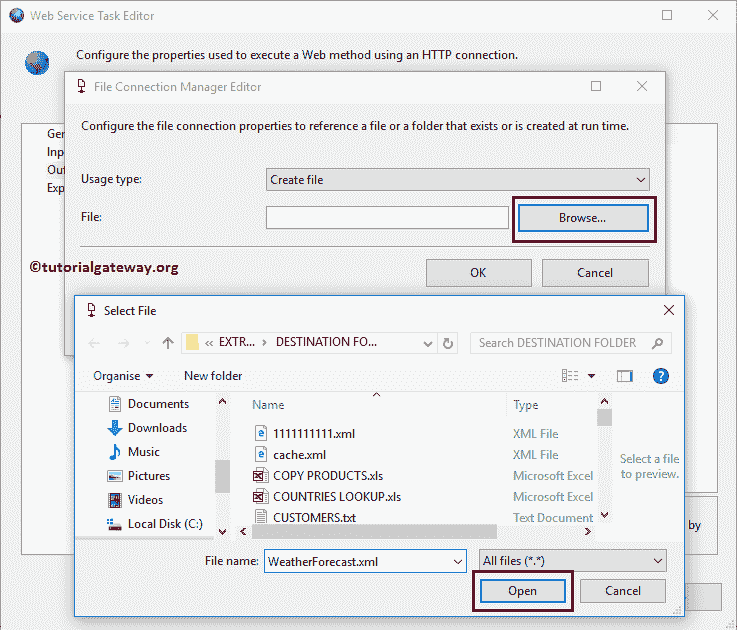 Web Service Task Editor
Configure the properties used to execute a Web method using an HTTP connection.
File Connection Manager Editor
Configure the file connection properties to reference a file or a folder that exists or is created at run time.
Usage type: Create file
File: Browse...
©tutorialgateway.org
OK Cancel
Select File
« EXTR... › DESTINATION FO... Search DESTINATION FOLDER
Organise New folder
Documents
Downloads
Music
Pictures
Videos
Local Disk (C:)
Name Type
1111111111.xml XML File
cache.xml XML File
COPY PRODUCTS.xls Microsoft Excel
COUNTRIES LOOKUP.xls Microsoft Excel
CUSTOMERS.txt Text Document
Select a file
to preview.
by
File name: WeatherForecast.xml All files (*.*)
Open Cancel